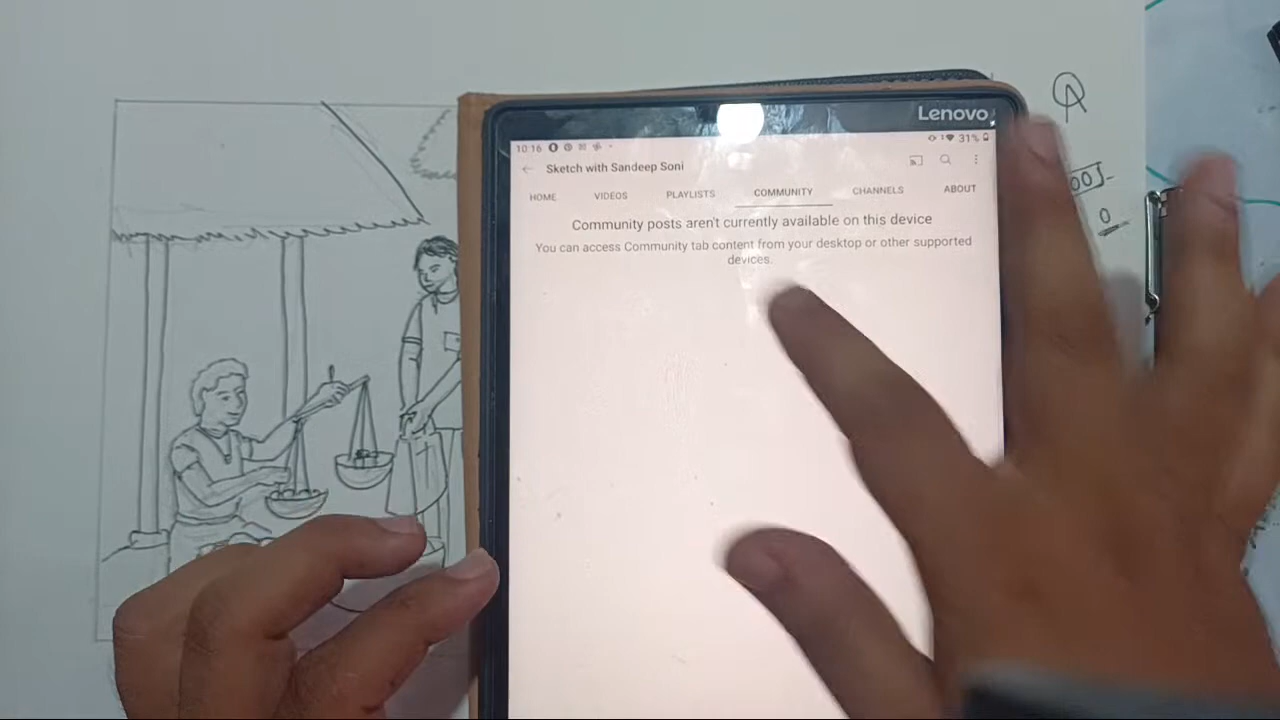 Lenovo
10:16
31%
Sketch with Sandeep Soni
HOME VIDEOS PLAYLISTS COMMUNITY CHANNELS ABOUT
Community posts aren't currently available on this device
You can access Community tab content from your desktop or other supported
devices.